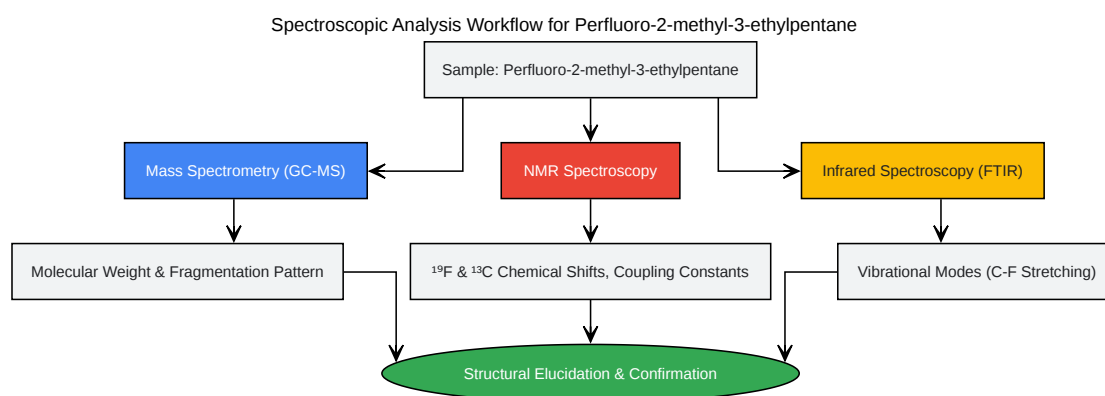 Spectroscopic Analysis Workflow for Perfluoro-2-methyl-3-ethylpentane
Sample: Perfluoro-2-methyl-3-ethylpentane
Mass Spectrometry (GC-MS)
NMR Spectroscopy
Infrared Spectroscopy (FTIR)
Molecular Weight & Fragmentation Pattern
¹⁹F & ¹³C Chemical Shifts, Coupling Constants
Vibrational Modes (C-F Stretching)
Structural Elucidation & Confirmation